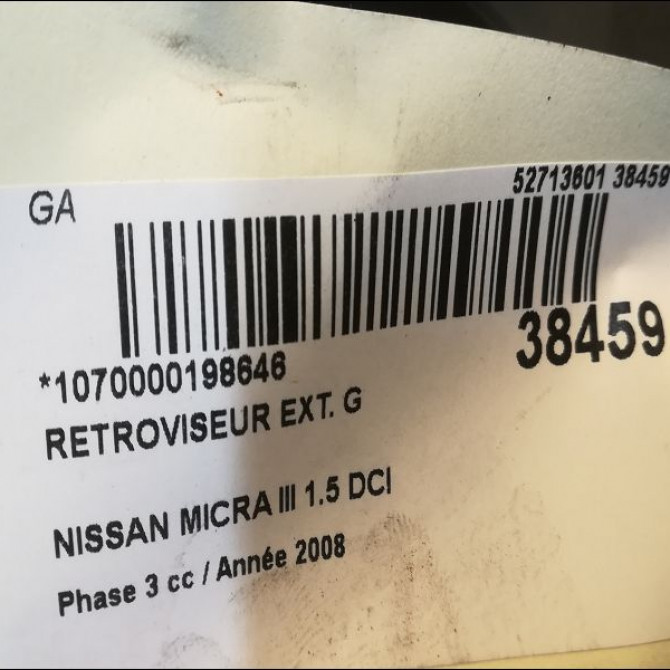 GA
52713601 38459
38459
*1070000198646
RETROVISEUR EXT. G
NISSAN MICRA III 1.5 DCI
Phase 3 cc / Année 2008